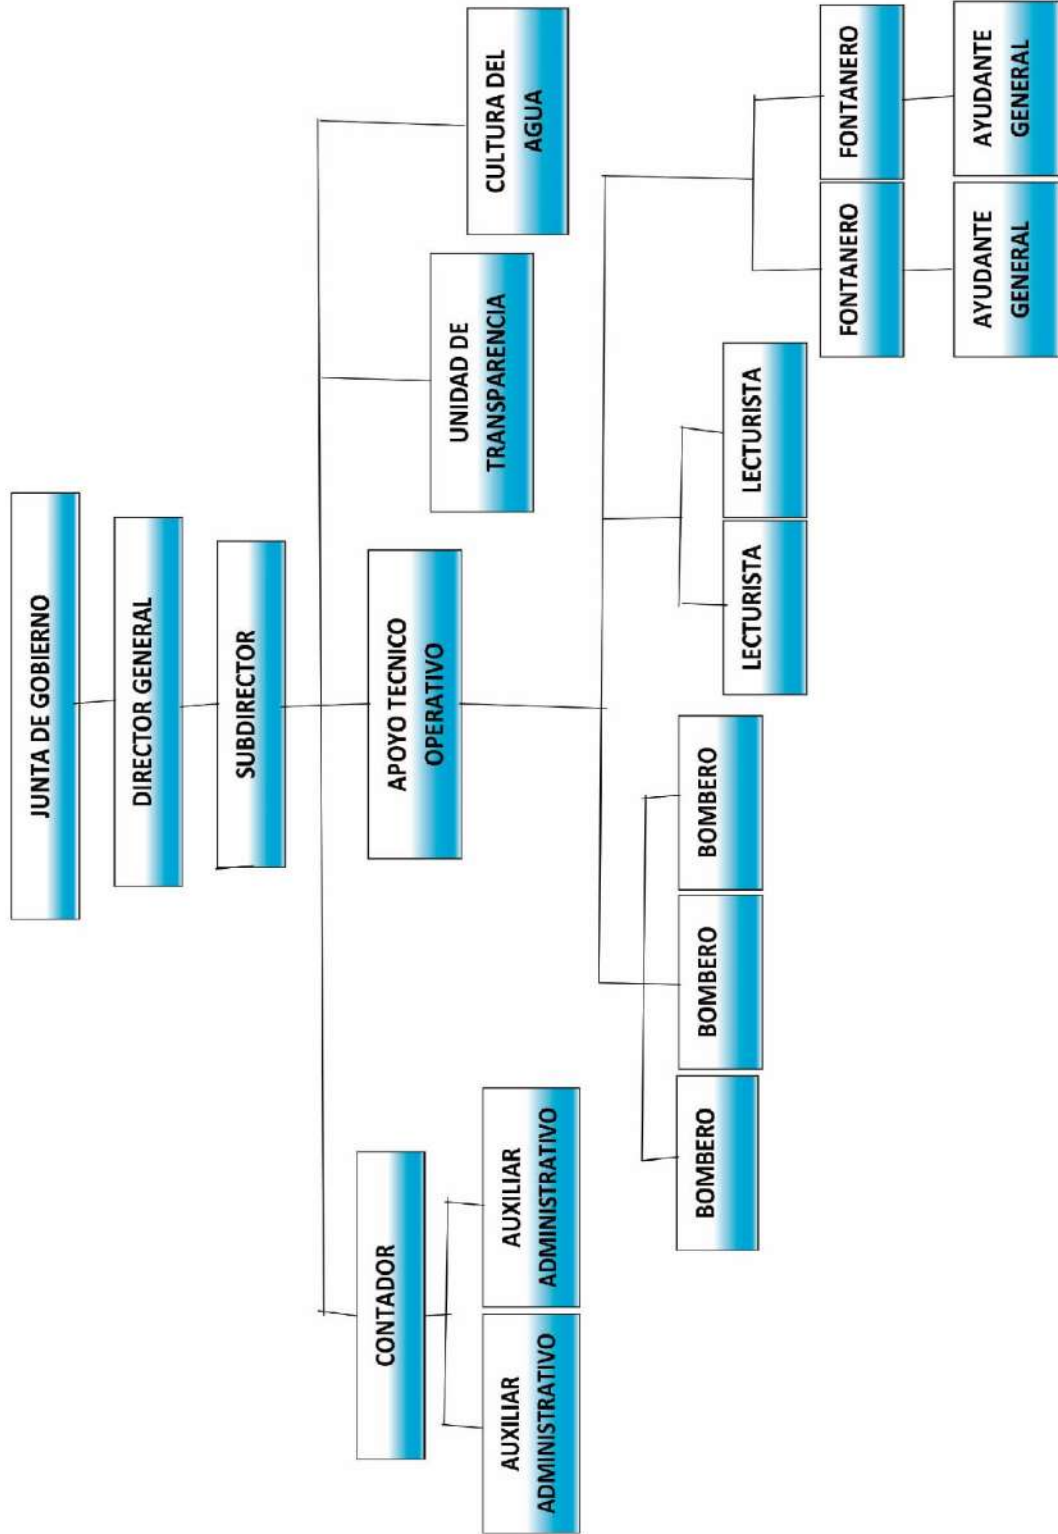 JUNTA DE GOBIERNO
DIRECTOR GENERAL
SUBDIRECTOR
CONTADOR
APOYO TECNICO
OPERATIVO
UNIDAD DE
TRANSPARENCIA
CULTURA DEL
AGUA
AUXILIAR
ADMINISTRATIVO
AUXILIAR
ADMINISTRATIVO
BOMBERO
BOMBERO
BOMBERO
LECTURISTA
LECTURISTA
FONTANERO
FONTANERO
AYUDANTE
GENERAL
AYUDANTE
GENERAL